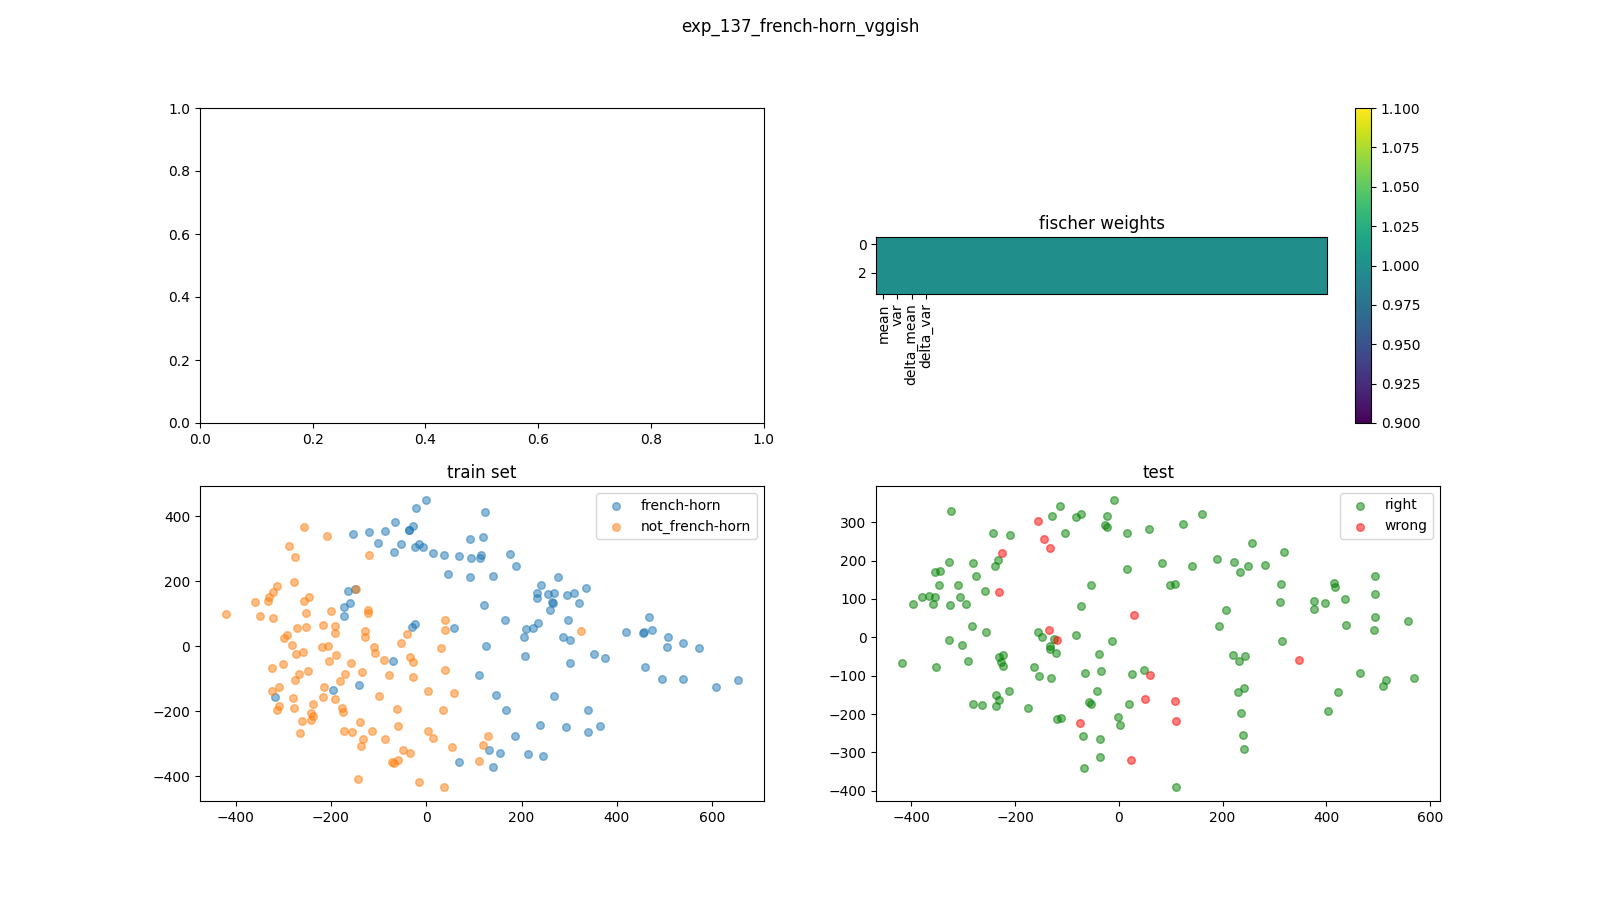 exp_137_french-horn_vggish
1.0
0.8
0.6
0.4
0.2
0.0
0.0 0.2 0.4 0.6 0.8 1.0
fischer weights
0
2
mean
var
delta_mean
delta_var
1.100
1.075
1.050
1.025
1.000
0.975
0.950
0.925
0.900
train set
french-horn
not_french-horn
400
200
0
−200
−400
−400 −200 0 200 400 600
test
right
wrong
300
200
100
0
−100
−200
−300
−400
−400 −200 0 200 400 600